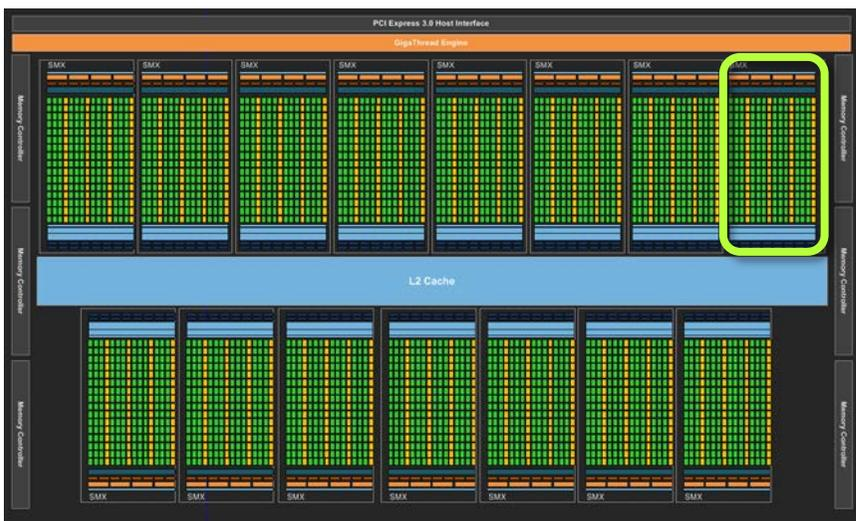 PCI Express 3.0 Host Interface
GigaThread Engine
SMX
SMX
SMX
SMX
SMX
SMX
SMX
SMX
Memory Controller
Memory Controller
Memory Controller
Memory Controller
L2 Cache
Memory Controller
Memory Controller
SMX
SMX
SMX
SMX
SMX
SMX
SMX